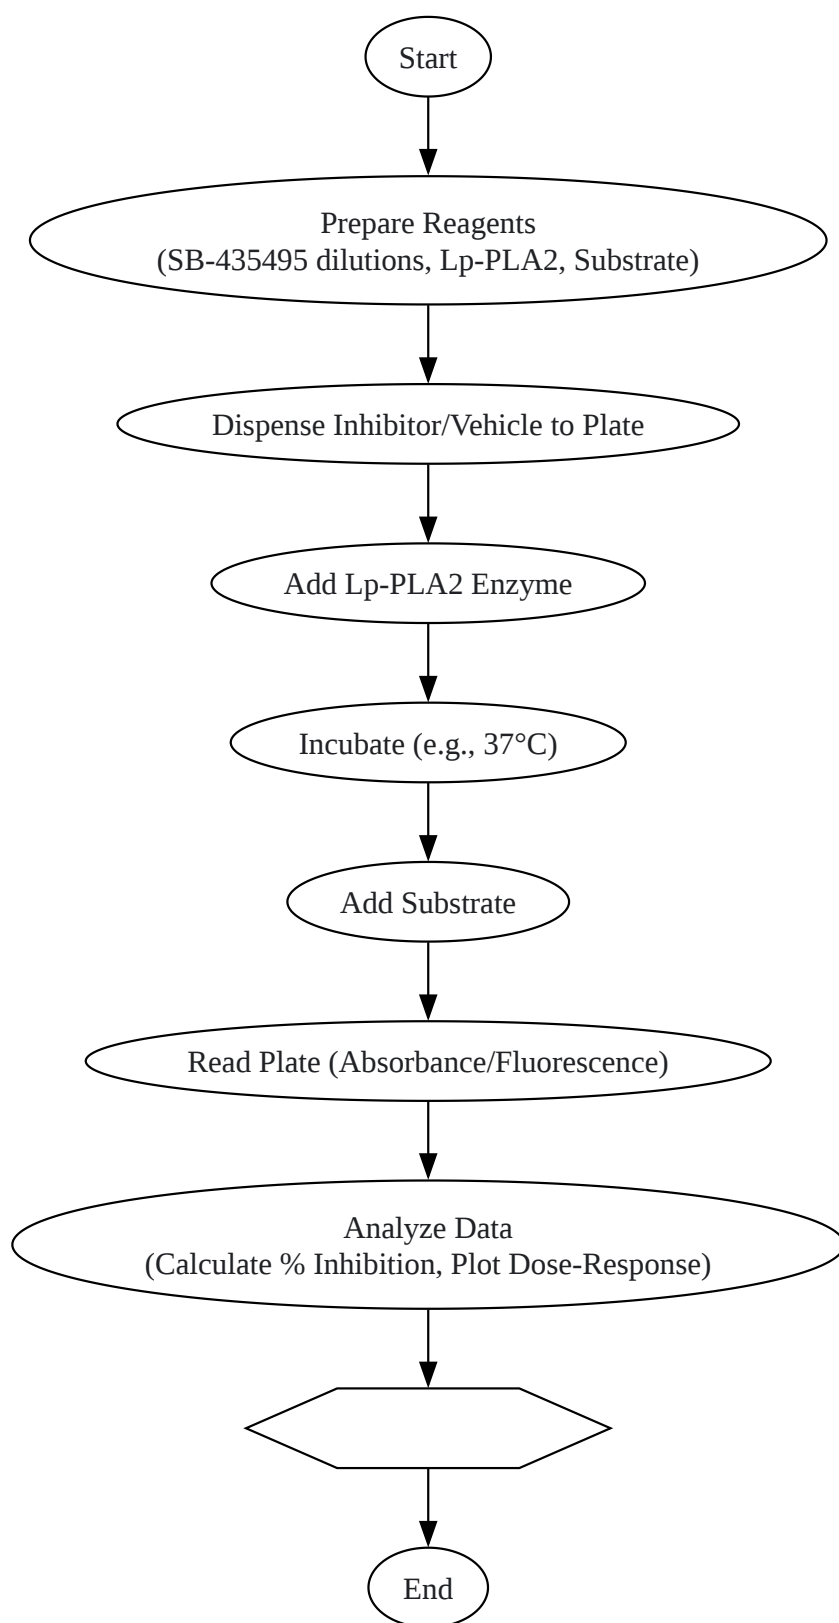 Start
Prepare Reagents
(SB-435495 dilutions, Lp-PLA2, Substrate)
Dispense Inhibitor/Vehicle to Plate
Add Lp-PLA2 Enzyme
Incubate (e.g., 37°C)
Add Substrate
Read Plate (Absorbance/Fluorescence)
Analyze Data
(Calculate % Inhibition, Plot Dose-Response)
End